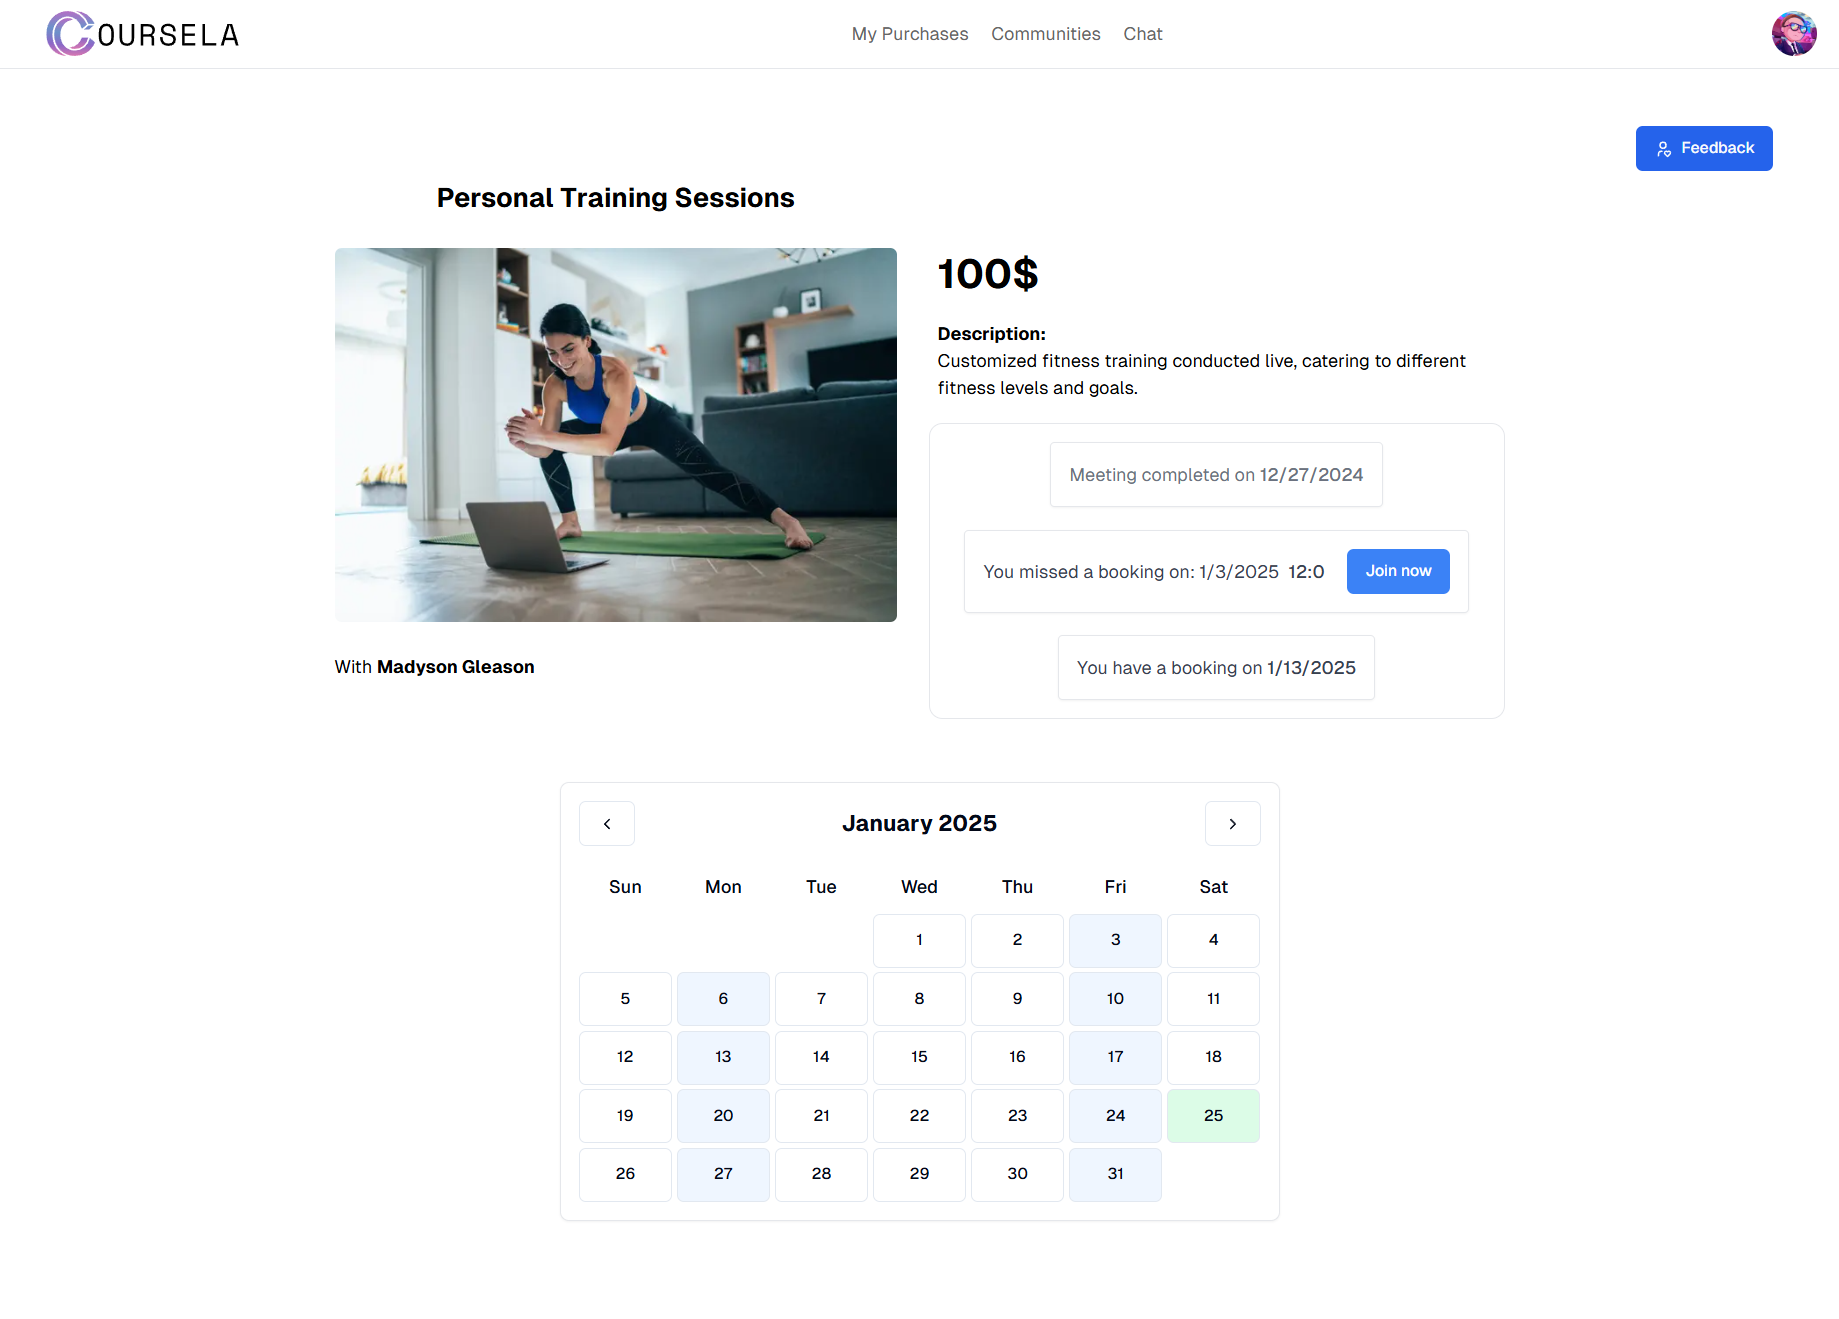 COURSELA
My Purchases Communities Chat
Feedback
Personal Training Sessions
100$
Description:
Customized fitness training conducted live, catering to different
fitness levels and goals.
Meeting completed on 12/27/2024
You missed a booking on: 1/3/2025 12:0 Join now
You have a booking on 1/13/2025
With Madyson Gleason
January 2025
Sun Mon Tue Wed Thu Fri Sat
1 2 3 4
5 6 7 8 9 10 11
12 13 14 15 16 17 18
19 20 21 22 23 24 25
26 27 28 29 30 31